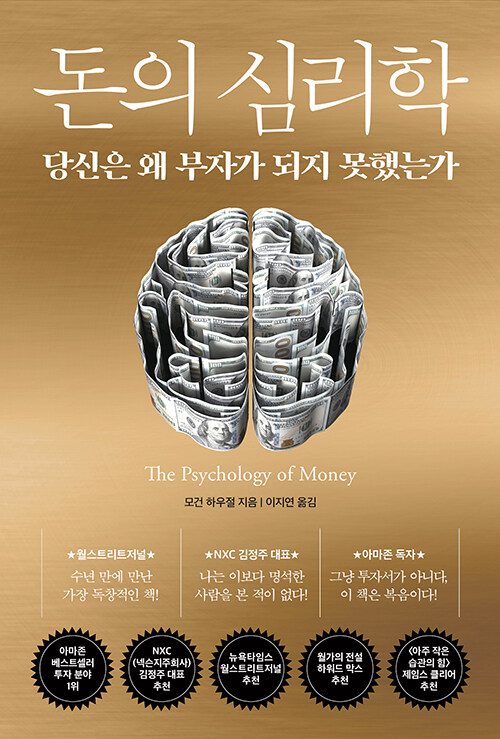 돈의 심리학
당신은 왜 부자가 되지 못했는가
The Psychology of Money
모건 하우절 지음 | 이지연 옮김
★월스트리트저널★
수년 만에 만난
가장 독창적인 책!
★NXC 김정주 대표★
나는 이보다 명석한
사람을 본 적이 없다!
★아마존 독자★
그냥 투자서가 아니다,
이 책은 복음이다!
아마존
베스트셀러
투자 분야
1위
NXC
(넥슨지주회사)
김정주 대표
추천
뉴욕타임스
월스트리트저널
추천
월가의 전설
하워드 막스
추천
〈아주 작은
습관의 힘〉
제임스 클리어
추천